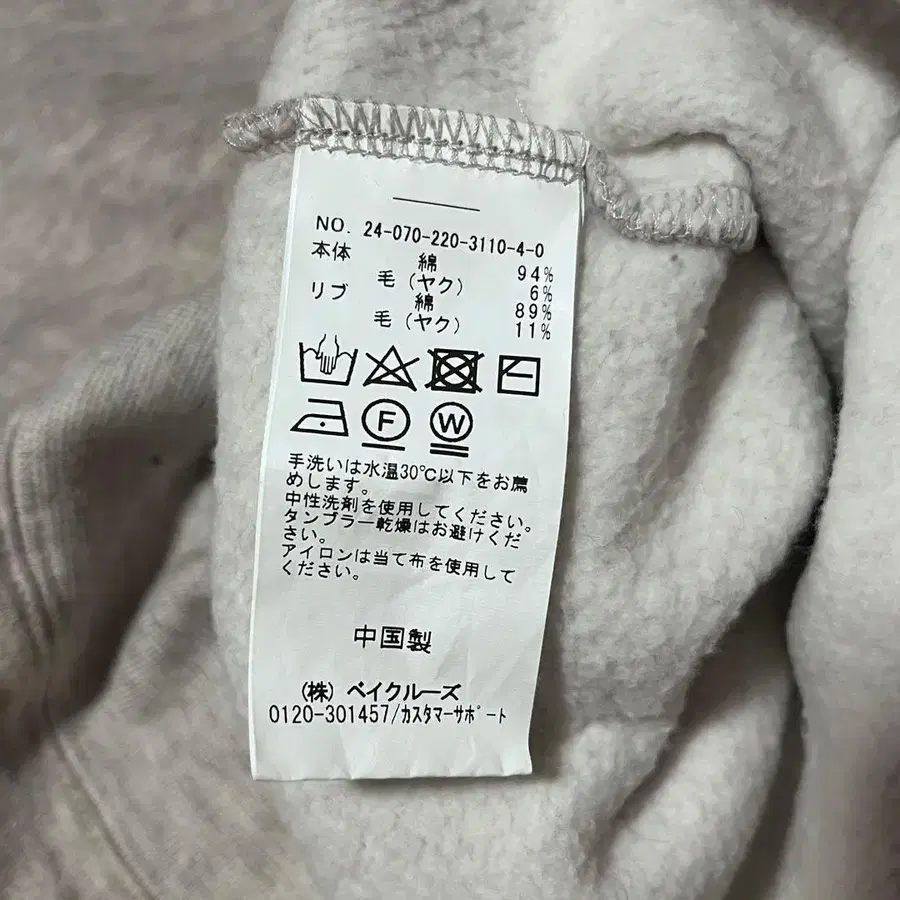 NO. 24-070-220-3110-4-0
本体 綿 94%
毛(ヤク) 6%
リブ 綿 89%
毛(ヤク) 11%
F W
手洗いは水温30℃以下をお薦
めします。
中性洗剤を使用してください。
タンブラー乾燥はお避けくだ
さい。
アイロンは当て布を使用して
ください。
中国製
(株) ベイクルーズ
0120-301457/カスタマーサポート